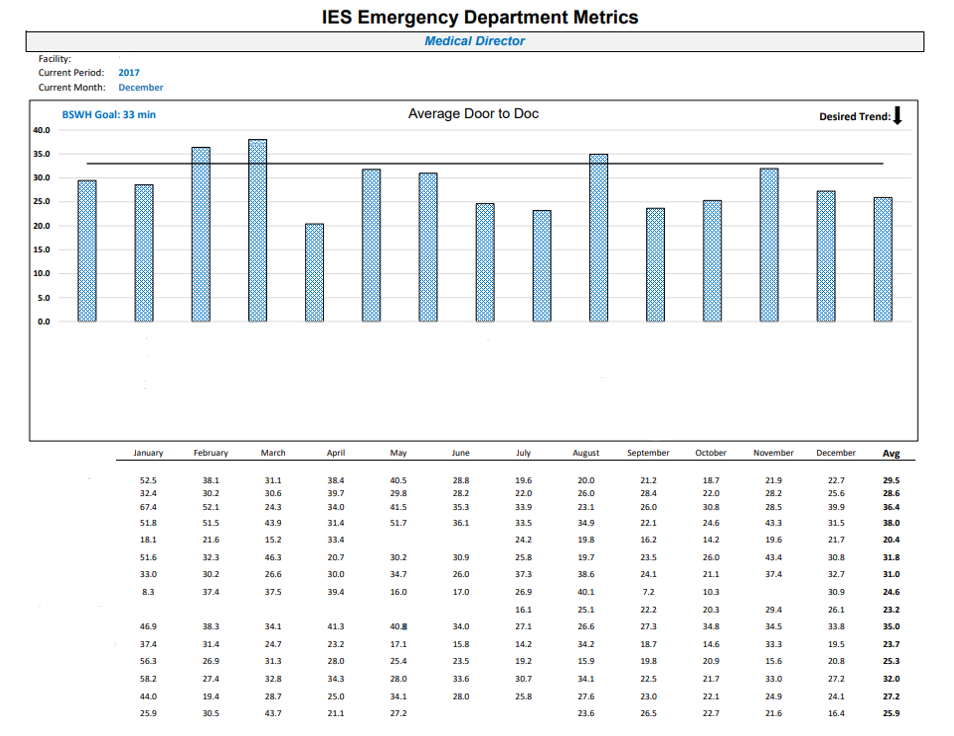 IES Emergency Department Metrics
Medical Director
Facility:
Current Period: 2017
Current Month: December
BSWH Goal: 33 min Average Door to Doc Desired Trend:
40.0
35.0
30.0
25.0
20.0
15.0
10.0
5.0
0.0
January February March April May June July August September October November December Avg
52.5 38.1 31.1 38.4 40.5 28.8 19.6 20.0 21.2 18.7 21.9 22.7 29.5
32.4 30.2 30.6 39.7 29.8 28.2 22.0 26.0 28.4 22.0 28.2 25.6 28.6
67.4 52.1 24.3 34.0 41.5 35.3 33.9 23.1 26.0 30.8 28.5 39.9 36.4
51.8 51.5 43.9 31.4 51.7 36.1 33.5 34.9 22.1 24.6 43.3 31.5 38.0
18.1 21.6 15.2 33.4 24.2 19.8 16.2 14.2 19.6 21.7 20.4
51.6 32.3 46.3 20.7 30.2 30.9 25.8 19.7 23.5 26.0 43.4 30.8 31.8
33.0 30.2 26.6 30.0 34.7 26.0 37.3 38.6 24.1 21.1 37.4 32.7 31.0
8.3 37.4 37.5 39.4 16.0 17.0 26.9 40.1 7.2 10.3 30.9 24.6
16.1 25.1 22.2 20.3 29.4 26.1 23.2
46.9 38.3 34.1 41.3 40.8 34.0 27.1 26.6 27.3 34.8 34.5 33.8 35.0
37.4 31.4 24.7 23.2 17.1 15.8 14.2 34.2 18.7 14.6 33.3 19.5 23.7
56.3 26.9 31.3 28.0 25.4 23.5 19.2 15.9 19.8 20.9 15.6 20.8 25.3
58.2 27.4 32.8 34.3 28.0 33.6 30.7 34.1 22.5 21.7 33.0 27.2 32.0
44.0 19.4 28.7 25.0 34.1 28.0 25.8 27.6 23.0 22.1 24.9 24.1 27.2
25.9 30.5 43.7 21.1 27.2 23.6 26.5 22.7 21.6 16.4 25.9